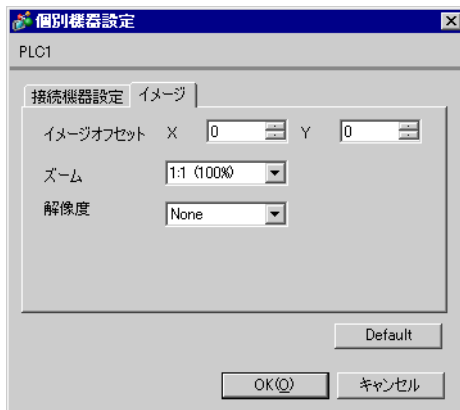 個別機器設定
PLC1
接続機器設定 イメージ
イメージオフセット X 0 Y 0
ズーム 1:1 (100%)
解像度 None
Default
OK(O) キャンセル